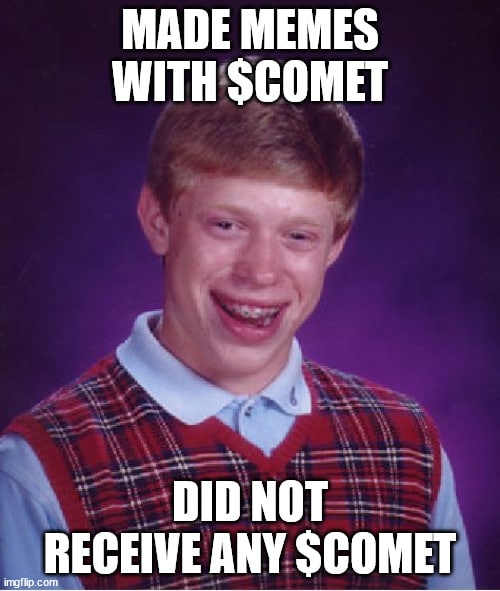 MADE MEMES
WITH $COMET
DID NOT
RECEIVE ANY $COMET
imgflip.com